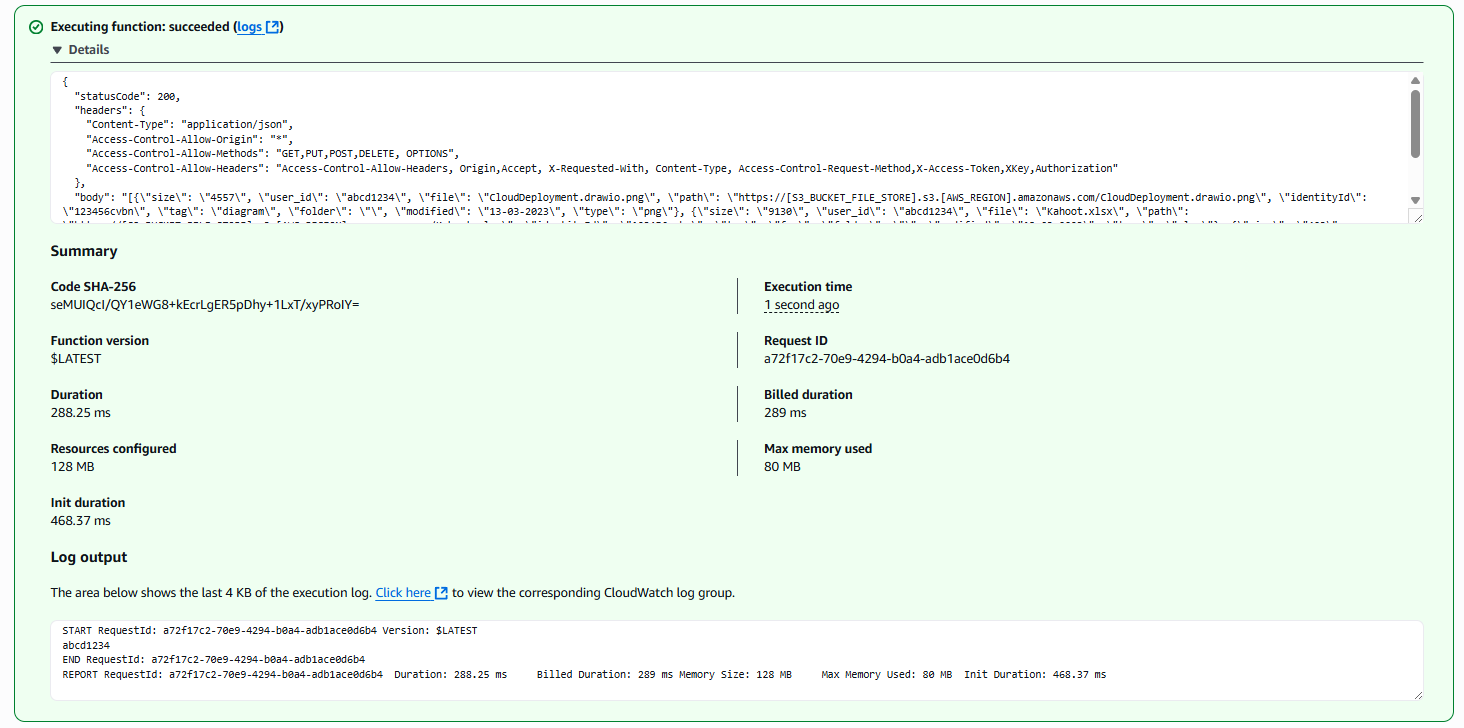 Executing function: succeeded (logs)
Details
{
"statusCode": 200,
"headers": {
"Content-Type": "application/json",
"Access-Control-Allow-Origin": "*",
"Access-Control-Allow-Methods": "GET,PUT,POST,DELETE, OPTIONS",
"Access-Control-Allow-Headers": "Access-Control-Allow-Headers, Origin,Accept, X-Requested-With, Content-Type, Access-Control-Request-Method,X-Access-Token,XKey,Authorization"
},
"body": "[{\"size\": \"4557\", \"user_id\": \"abcd1234\", \"file\": \"CloudDeployment.drawio.png\", \"path\": \"https://[S3_BUCKET_FILE_STORE].s3.[AWS_REGION].amazonaws.com/CloudDeployment.drawio.png\", \"identityId\":
\"123456cvbn\", \"tag\": \"diagram\", \"folder\": \"\", \"modified\": \"13-03-2023\", \"type\": \"png\"}, {\"size\": \"9130\", \"user_id\": \"abcd1234\", \"file\": \"Kahoot.xlsx\", \"path\":
Summary
Code SHA-256
seMUIQcI/QY1eWG8+kEcrLgER5pDhy+1LxT/xyPRoIY=
Execution time
1 second ago
Function version
$LATEST
Request ID
a72f17c2-70e9-4294-b0a4-adb1ace0d6b4
Duration
288.25 ms
Billed duration
289 ms
Resources configured
128 MB
Max memory used
80 MB
Init duration
468.37 ms
Log output
The area below shows the last 4 KB of the execution log. Click here to view the corresponding CloudWatch log group.
START RequestId: a72f17c2-70e9-4294-b0a4-adb1ace0d6b4 Version: $LATEST
abcd1234
END RequestId: a72f17c2-70e9-4294-b0a4-adb1ace0d6b4
REPORT RequestId: a72f17c2-70e9-4294-b0a4-adb1ace0d6b4 Duration: 288.25 ms Billed Duration: 289 ms Memory Size: 128 MB Max Memory Used: 80 MB Init Duration: 468.37 ms